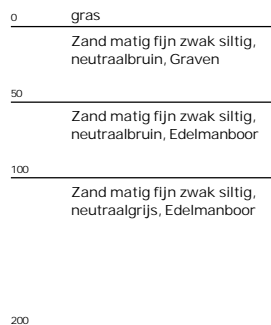 0 gras
Zand matig fijn zwak siltig,
neutraalbruin, Graven
50
Zand matig fijn zwak siltig,
neutraalbruin, Edelmanboor
100
Zand matig fijn zwak siltig,
neutraalgrijs, Edelmanboor
200